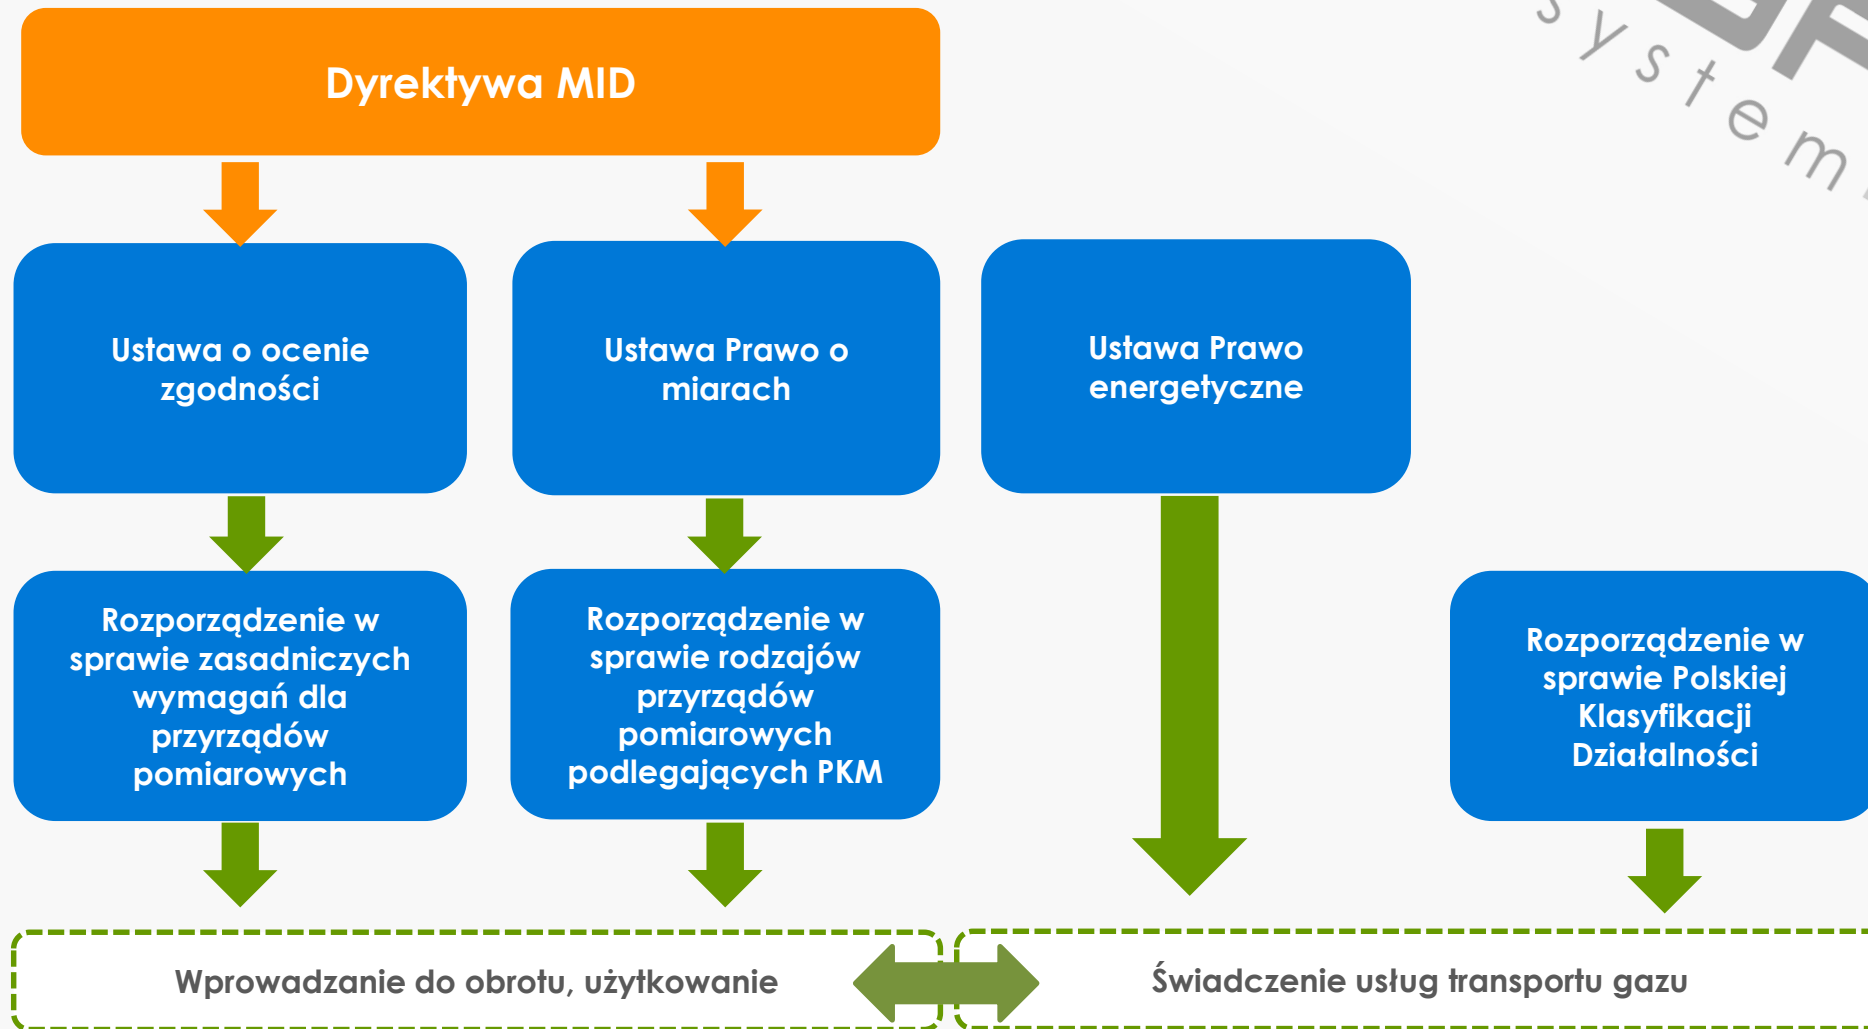 Dyrektywa MID
systems
Ustawa o ocenie
zgodności
Ustawa Prawo o
miarach
Ustawa Prawo
energetyczne
Rozporządzenie w
sprawie zasadniczych
wymagań dla
przyrządów
pomiarowych
Rozporządzenie w
sprawie rodzajów
przyrządów
pomiarowych
podlegających PKM
Rozporządzenie w
sprawie Polskiej
Klasyfikacji
Działalności
Wprowadzanie do obrotu, użytkowanie
Świadczenie usług transportu gazu